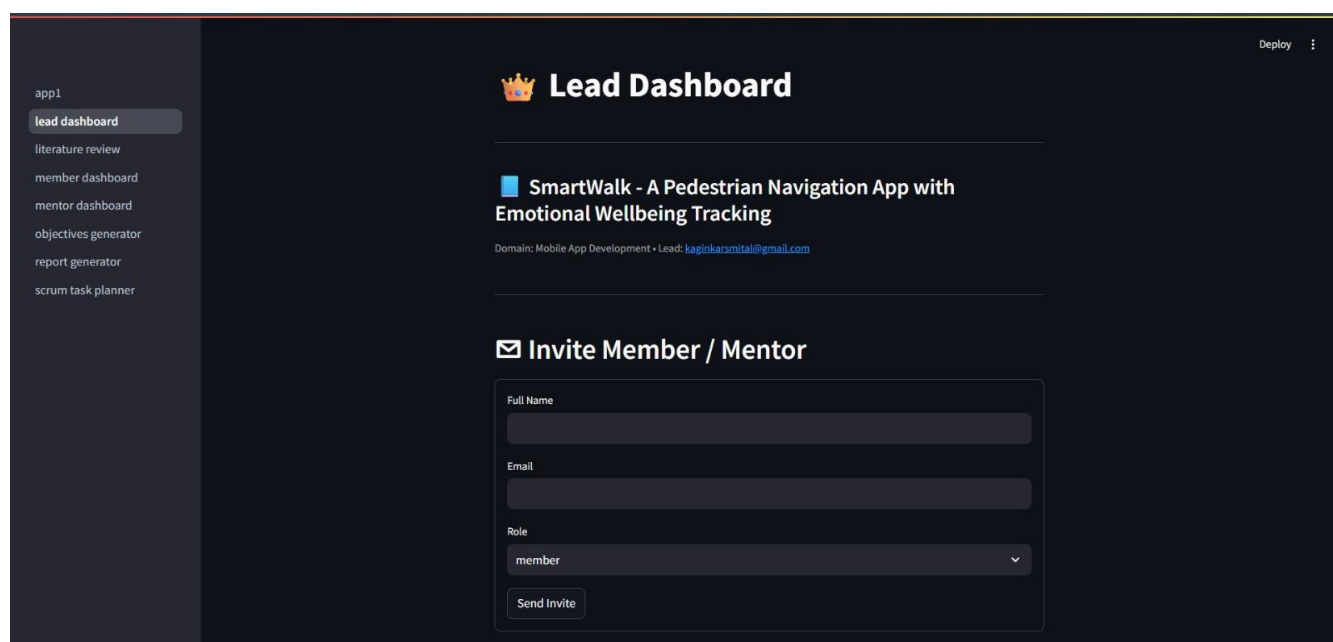 Deploy
app1
lead dashboard
literature review
member dashboard
mentor dashboard
objectives generator
report generator
scrum task planner
Lead Dashboard
SmartWalk - A Pedestrian Navigation App with
Emotional Wellbeing Tracking
Domain: Mobile App Development • Lead: kaginkarsmital@gmail.com
Invite Member / Mentor
Full Name
Email
Role
member
Send Invite